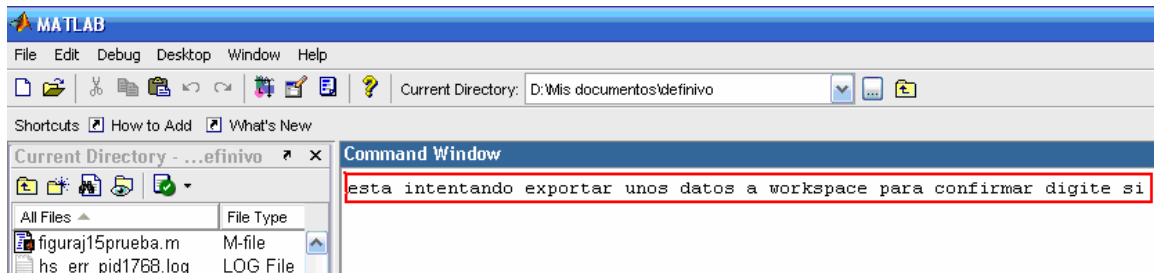 MATLAB
File Edit Debug Desktop Window Help
Current Directory: D:\Mis documentos\definivo
Shortcuts How to Add What's New
Current Directory - ...efinivo
Command Window
esta intentando exportar unos datos a workspace para confirmar digite si
All Files File Type
figuraj15prueba.m M-file
hs_err_pid1768.log LOG File